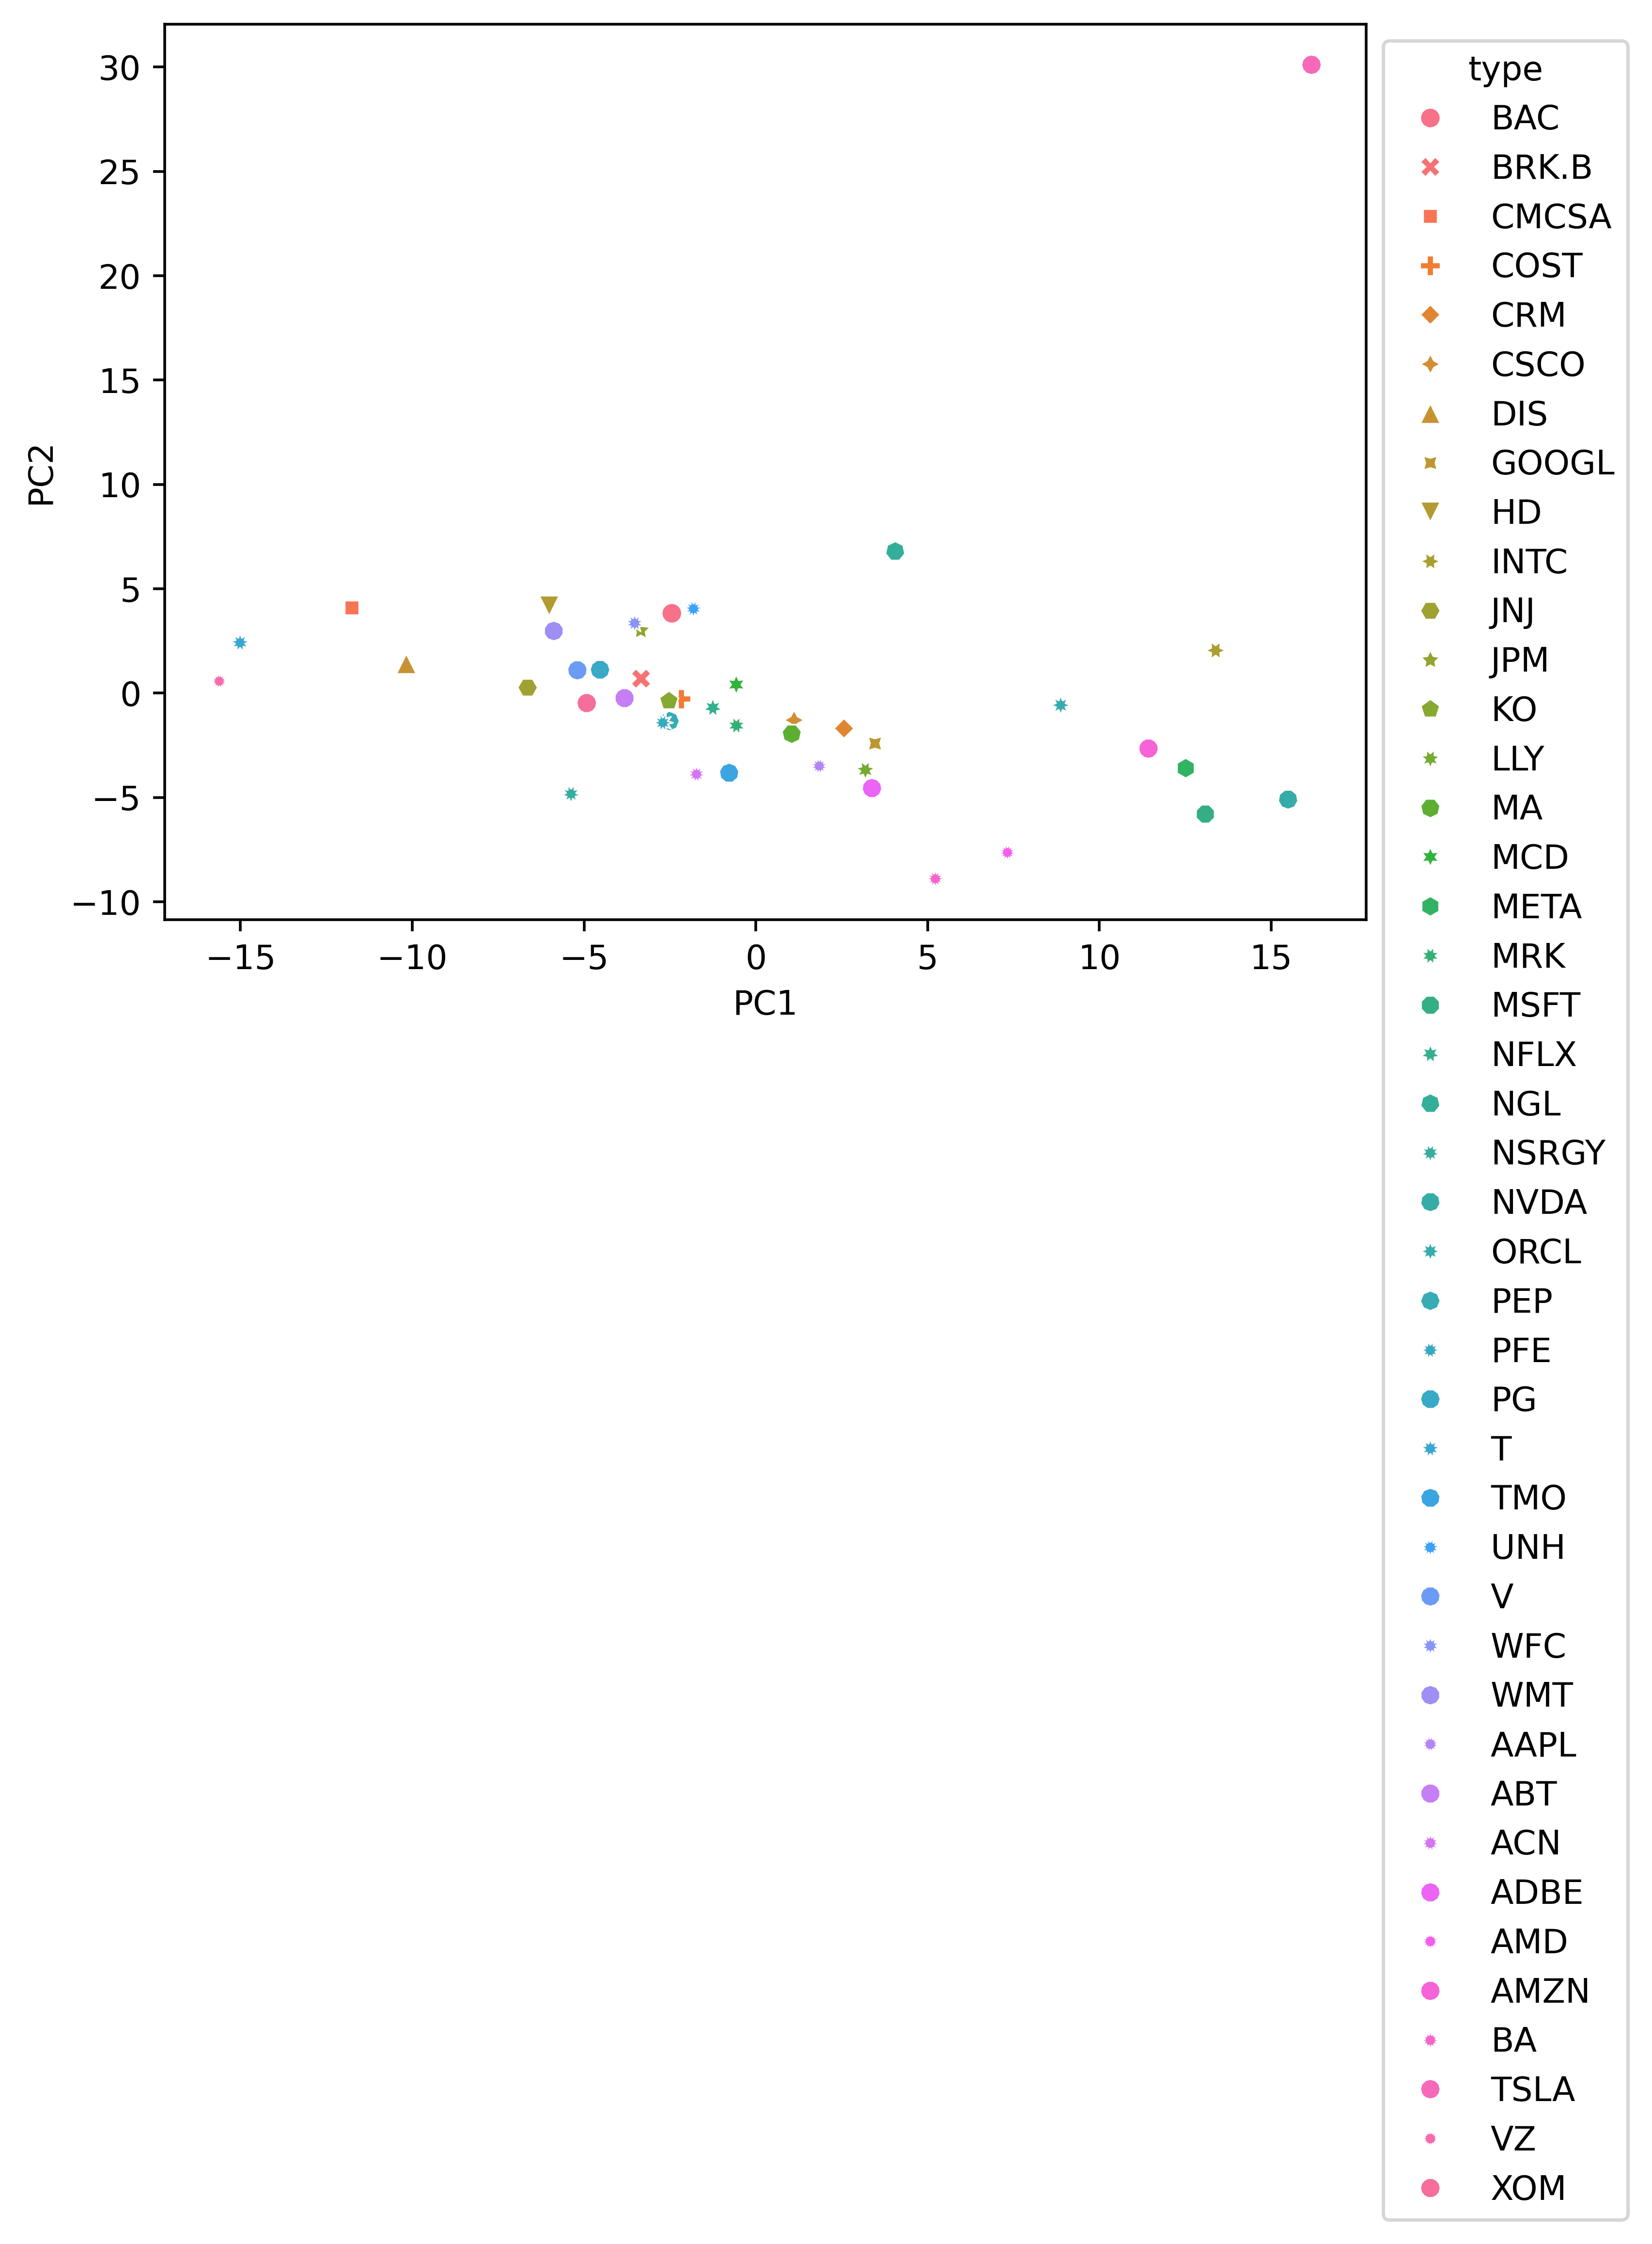 30
25
20
15
10
5
0
−5
−10
PC2
−15 −10 −5 0 5 10 15
PC1
type
BAC
BRK.B
CMCSA
COST
CRM
CSCO
DIS
GOOGL
HD
INTC
JNJ
JPM
KO
LLY
MA
MCD
META
MRK
MSFT
NFLX
NGL
NSRGY
NVDA
ORCL
PEP
PFE
PG
T
TMO
UNH
V
WFC
WMT
AAPL
ABT
ACN
ADBE
AMD
AMZN
BA
TSLA
VZ
XOM